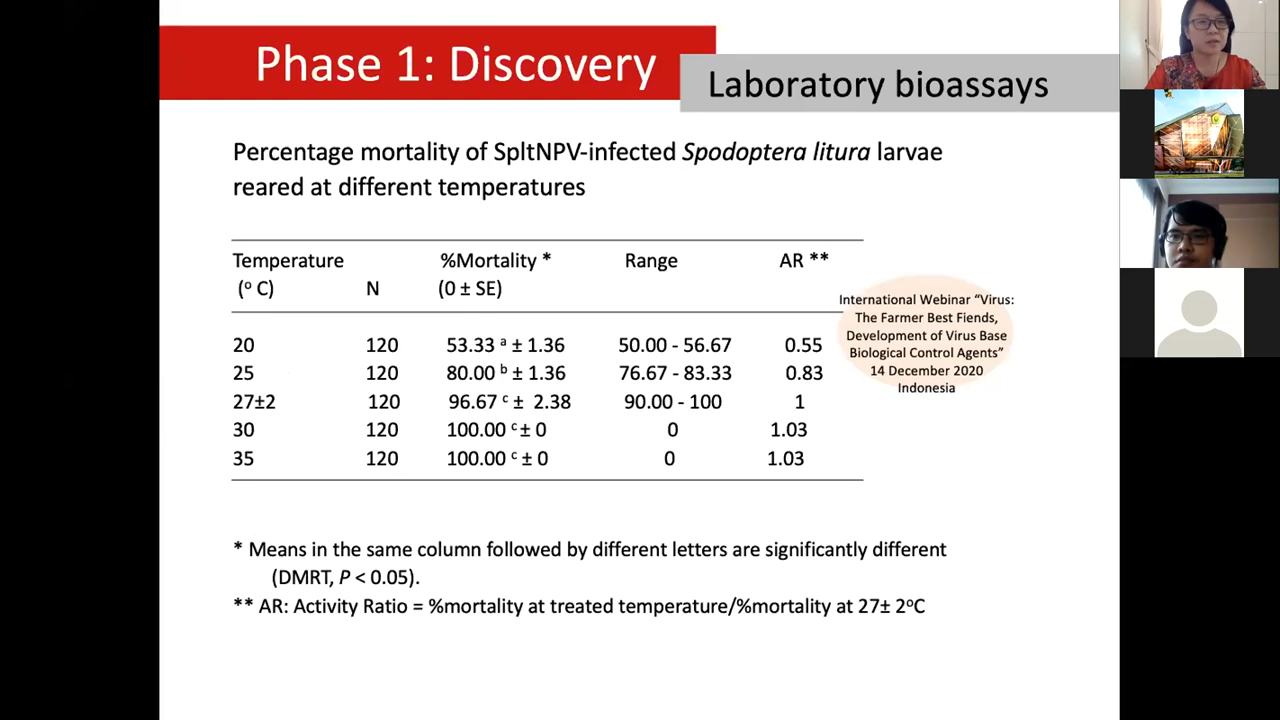 Phase 1: Discovery
Laboratory bioassays
Percentage mortality of SpltNPV-infected Spodoptera litura larvae
reared at different temperatures
Temperature %Mortality * Range AR **
(o C) N (0 ± SE)
20 120 53.33 a ± 1.36 50.00 - 56.67 0.55
25 120 80.00 b ± 1.36 76.67 - 83.33 0.83
27±2 120 96.67 c ± 2.38 90.00 - 100 1
30 120 100.00 c ± 0 0 1.03
35 120 100.00 c ± 0 0 1.03
International Webinar “Virus:
The Farmer Best Fiends,
Development of Virus Base
Biological Control Agents”
14 December 2020
Indonesia
* Means in the same column followed by different letters are significantly different
(DMRT, P < 0.05).
** AR: Activity Ratio = %mortality at treated temperature/%mortality at 27± 2oC